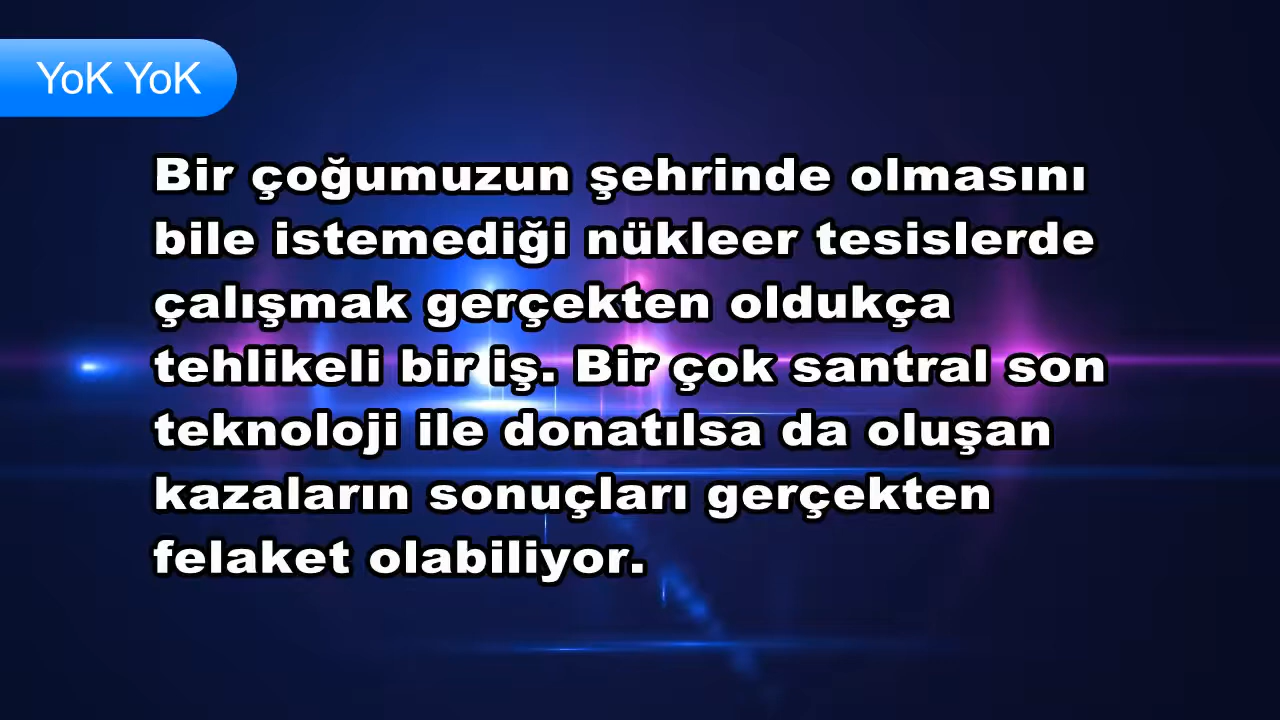 YoK YoK
Bir çoğumuzun şehrinde olmasını
bile istemediği nükleer tesislerde
çalışmak gerçekten oldukça
tehlikeli bir iş. Bir çok santral son
teknoloji ile donatılsa da oluşan
kazaların sonuçları gerçekten
felaket olabiliyor.